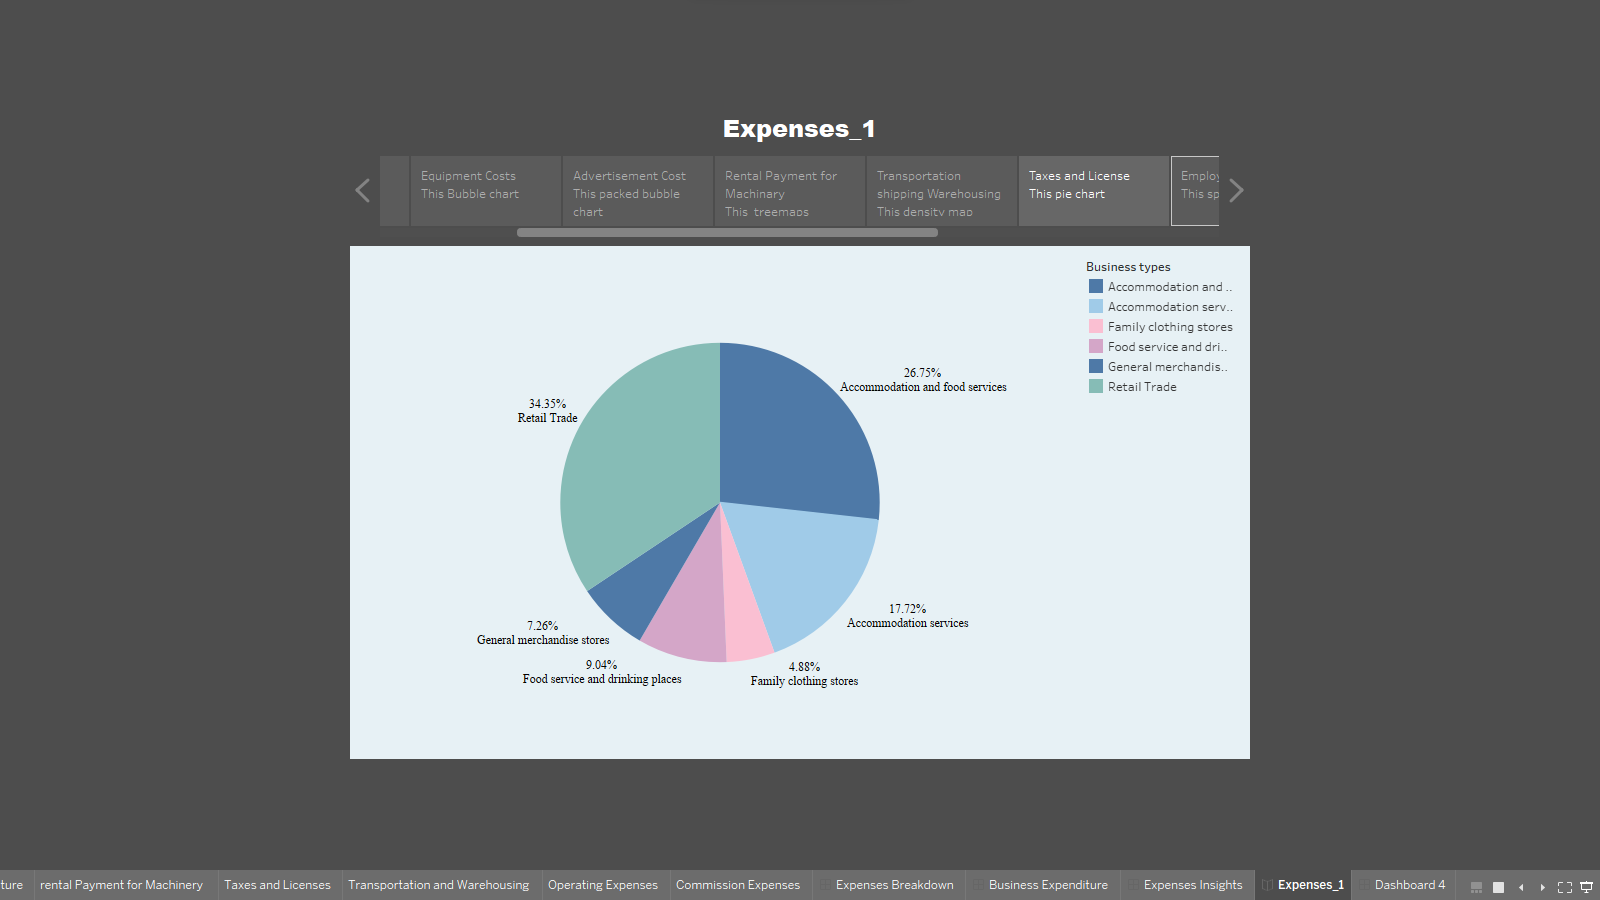 Expenses_1
Equipment Costs
This Bubble chart
Advertisement Cost
This packed bubble
chart
Rental Payment for
Machinary
This treemaps
Transportation
shipping Warehousing
This density map
Taxes and License
This pie chart
Employ
This sp
Business types
Accommodation and ..
Accommodation serv..
Family clothing stores
Food service and dri..
General merchandis..
Retail Trade
26.75%
Accommodation and food services
34.35%
Retail Trade
17.72%
Accommodation services
7.26%
General merchandise stores
9.04%
Food service and drinking places
4.88%
Family clothing stores
ture
rental Payment for Machinery
Taxes and Licenses
Transportation and Warehousing
Operating Expenses
Commission Expenses
Expenses Breakdown
Business Expenditure
Expenses Insights
Expenses_1
Dashboard 4